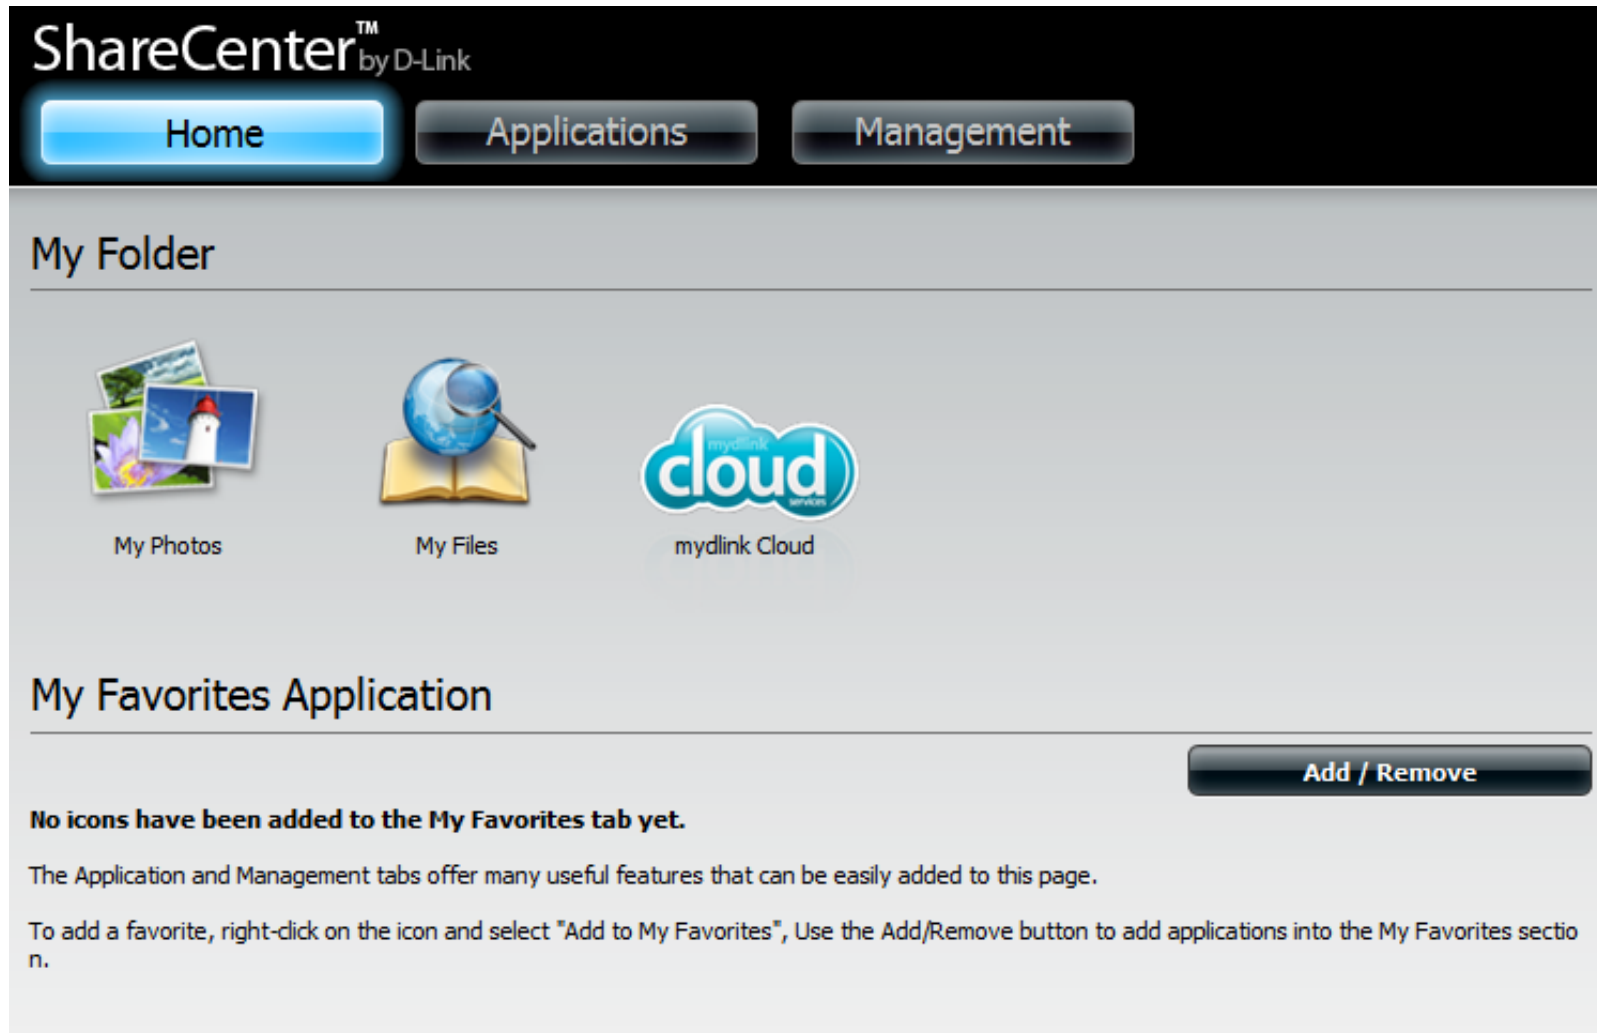 ShareCenter™ by D-Link
Home Applications Management
My Folder
mydlink
cloud
services
My Photos My Files mydlink Cloud
My Favorites Application
Add / Remove
No icons have been added to the My Favorites tab yet.
The Application and Management tabs offer many useful features that can be easily added to this page.
To add a favorite, right-click on the icon and select "Add to My Favorites", Use the Add/Remove button to add applications into the My Favorites sectio
n.